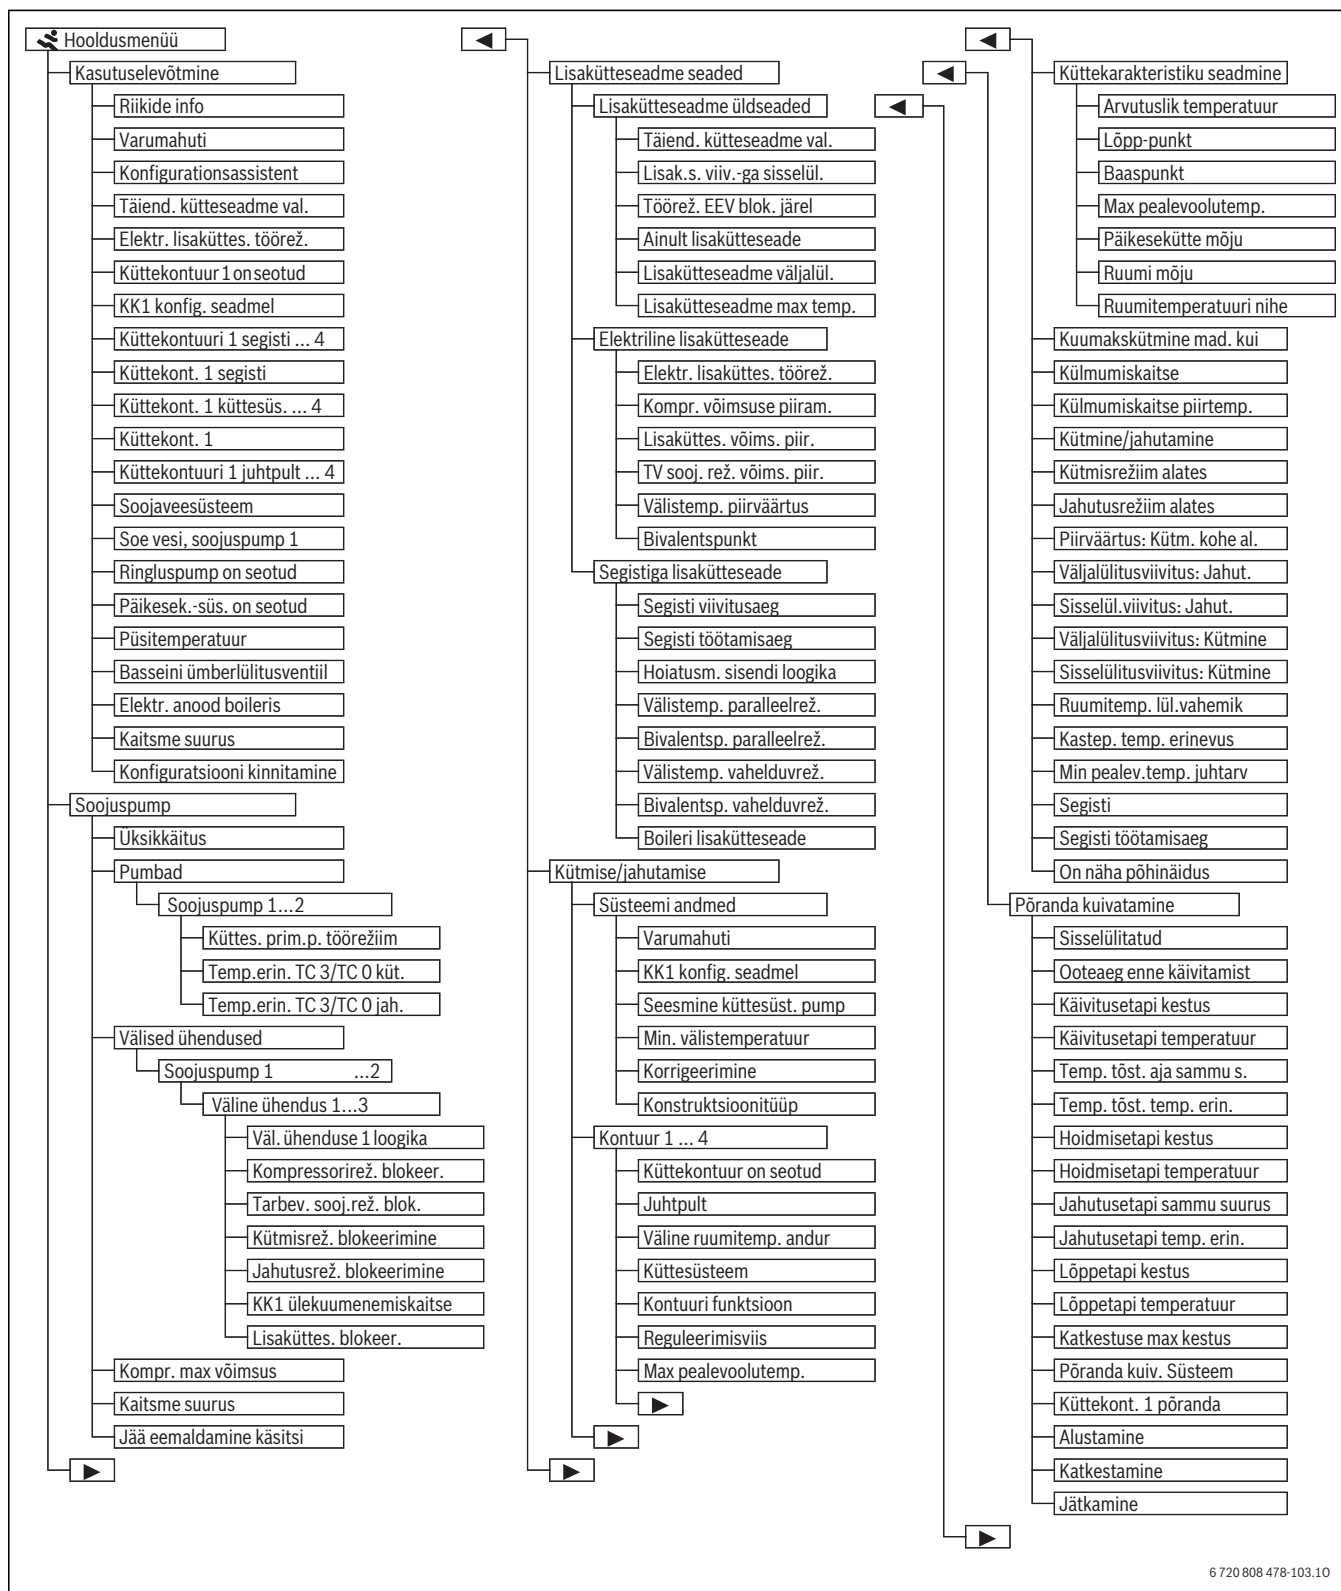 Hooldusmenüü
Kasutuselevõtmine
Riikide info
Varumahuti
Konfigurationsassistent
Täiend. kütteseadme val.
Elektr. lisaküttes. töörež.
Küttekontuur 1 on seotud
KK1 konfig. seadmel
Küttekontuuri 1 segisti ... 4
Küttekont. 1 segisti
Küttekont. 1 küttesüs. ... 4
Küttekont. 1
Küttekontuuri 1 juhtpult ... 4
Soojaveesüsteem
Soe vesi, soojuspump 1
Ringluspump on seotud
Päikesek.-süs. on seotud
Püsitemperatuur
Basseini ümberlülitusventiil
Elektr. anood boileris
Kaitsme suurus
Konfiguratsiooni kinnitamine
Soojuspump
Üksikkäitus
Pumbad
Soojuspump 1...2
Küttes. prim.p. töörežiim
Temp.erin. TC 3/TC 0 küt.
Temp.erin. TC 3/TC 0 jah.
Välised ühendused
Soojuspump 1 ...2
Väline ühendus 1...3
Väl. ühenduse 1 loogika
Kompressorirež. blokeer.
Tarbev. sooj.rež. blok.
Kütmisrež. blokeerimine
Jahutusrež. blokeerimine
KK1 ülekuumenemiskaitse
Lisaküttes. blokeer.
Kompr. max võimsus
Kaitsme suurus
Jää eemaldamine käsitsi
Lisakütteseadme seaded
Lisakütteseadme üldseaded
Täiend. kütteseadme val.
Lisak.s. viiv.-ga sisselül.
Töörež. EEV blok. järel
Ainult lisakütteseade
Lisakütteseadme väljalül.
Lisakütteseadme max temp.
Elektriline lisakütteseade
Elektr. lisaküttes. töörež.
Kompr. võimsuse piiram.
Lisaküttes. võims. piir.
TV sooj. rež. võims. piir.
Välistemp. piirväärtus
Bivalentspunkt
Segistiga lisakütteseade
Segisti viivitusaeg
Segisti töötamisaeg
Hoiatusm. sisendi loogika
Välistemp. paralleelrež.
Bivalentsp. paralleelrež.
Välistemp. vahelduvrež.
Bivalentsp. vahelduvrež.
Boileri lisakütteseade
Kütmise/jahutamise
Süsteemi andmed
Varumahuti
KK1 konfig. seadmel
Seesmine küttesüst. pump
Min. välistemperatuur
Korrigeerimine
Konstruktsioonitüüp
Kontuur 1 ... 4
Küttekontuur on seotud
Juhtpult
Väline ruumitemp. andur
Küttesüsteem
Kontuuri funktsioon
Reguleerimisviis
Max pealevoolutemp.
Küttekarakteristiku seadmine
Arvutuslik temperatuur
Lõpp-punkt
Baaspunkt
Max pealevoolutemp.
Päikesekütte mõju
Ruumi mõju
Ruumitemperatuuri nihe
Kuumakskütmine mad. kui
Külmumiskaitse
Külmumiskaitse piirtemp.
Kütmine/jahutamine
Kütmisrežiim alates
Jahutusrežiim alates
Piirväärtus: Kütm. kohe al.
Väljalülitusviivitus: Jahut.
Sisselül.viivitus: Jahut.
Väljalülitusviivitus: Kütmine
Sisselülitusviivitus: Kütmine
Ruumitemp. lül.vahemik
Kastep. temp. erinevus
Min pealev.temp. juhtarv
Segisti
Segisti töötamisaeg
On näha põhinäidus
Põranda kuivatamine
Sisselülitatud
Ooteaeg enne käivitamist
Käivitusetapi kestus
Käivitusetapi temperatuur
Temp. tõst. aja sammu s.
Temp. tõst. temp. erin.
Hoidmisetapi kestus
Hoidmisetapi temperatuur
Jahutusetapi sammu suurus
Jahutusetapi temp. erin.
Lõppetapi kestus
Lõppetapi temperatuur
Katkestuse max kestus
Põranda kuiv. Süsteem
Küttekont. 1 põranda
Alustamine
Katkestamine
Jätkamine
6 720 808 478-103.1O